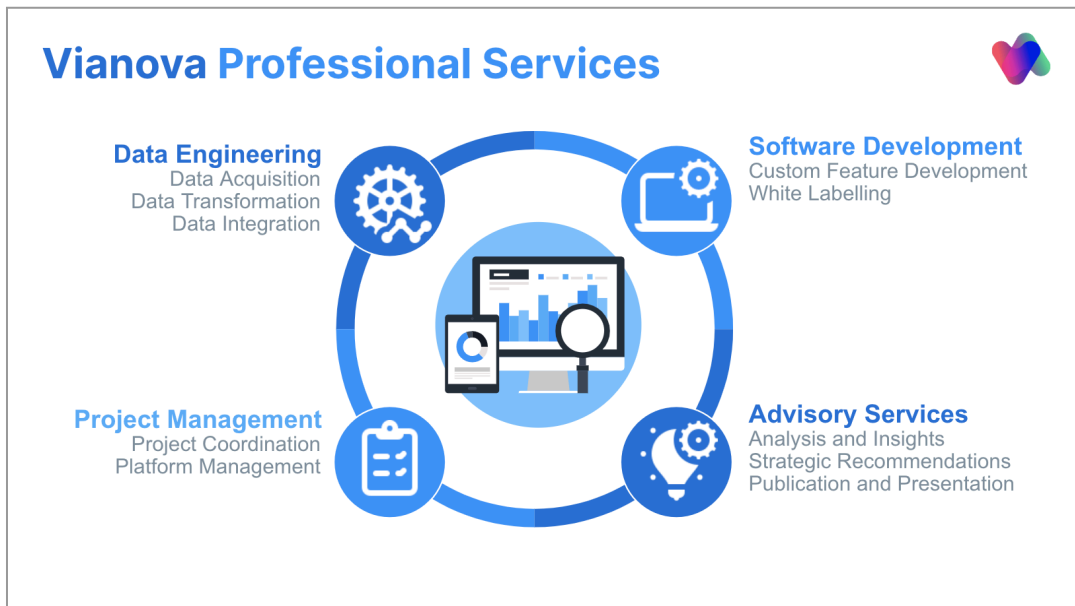 Vianova Professional Services
Data Engineering
Data Acquisition
Data Transformation
Data Integration
Software Development
Custom Feature Development
White Labelling
Project Management
Project Coordination
Platform Management
Advisory Services
Analysis and Insights
Strategic Recommendations
Publication and Presentation